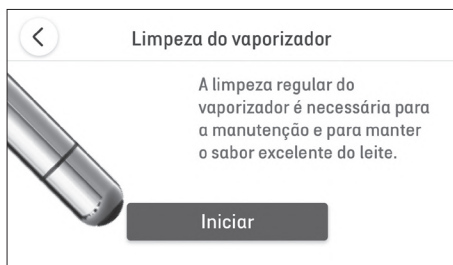 Limpeza do vaporizador
A limpeza regular do
vaporizador é necessária para
a manutenção e para manter
o sabor excelente do leite.
Iniciar